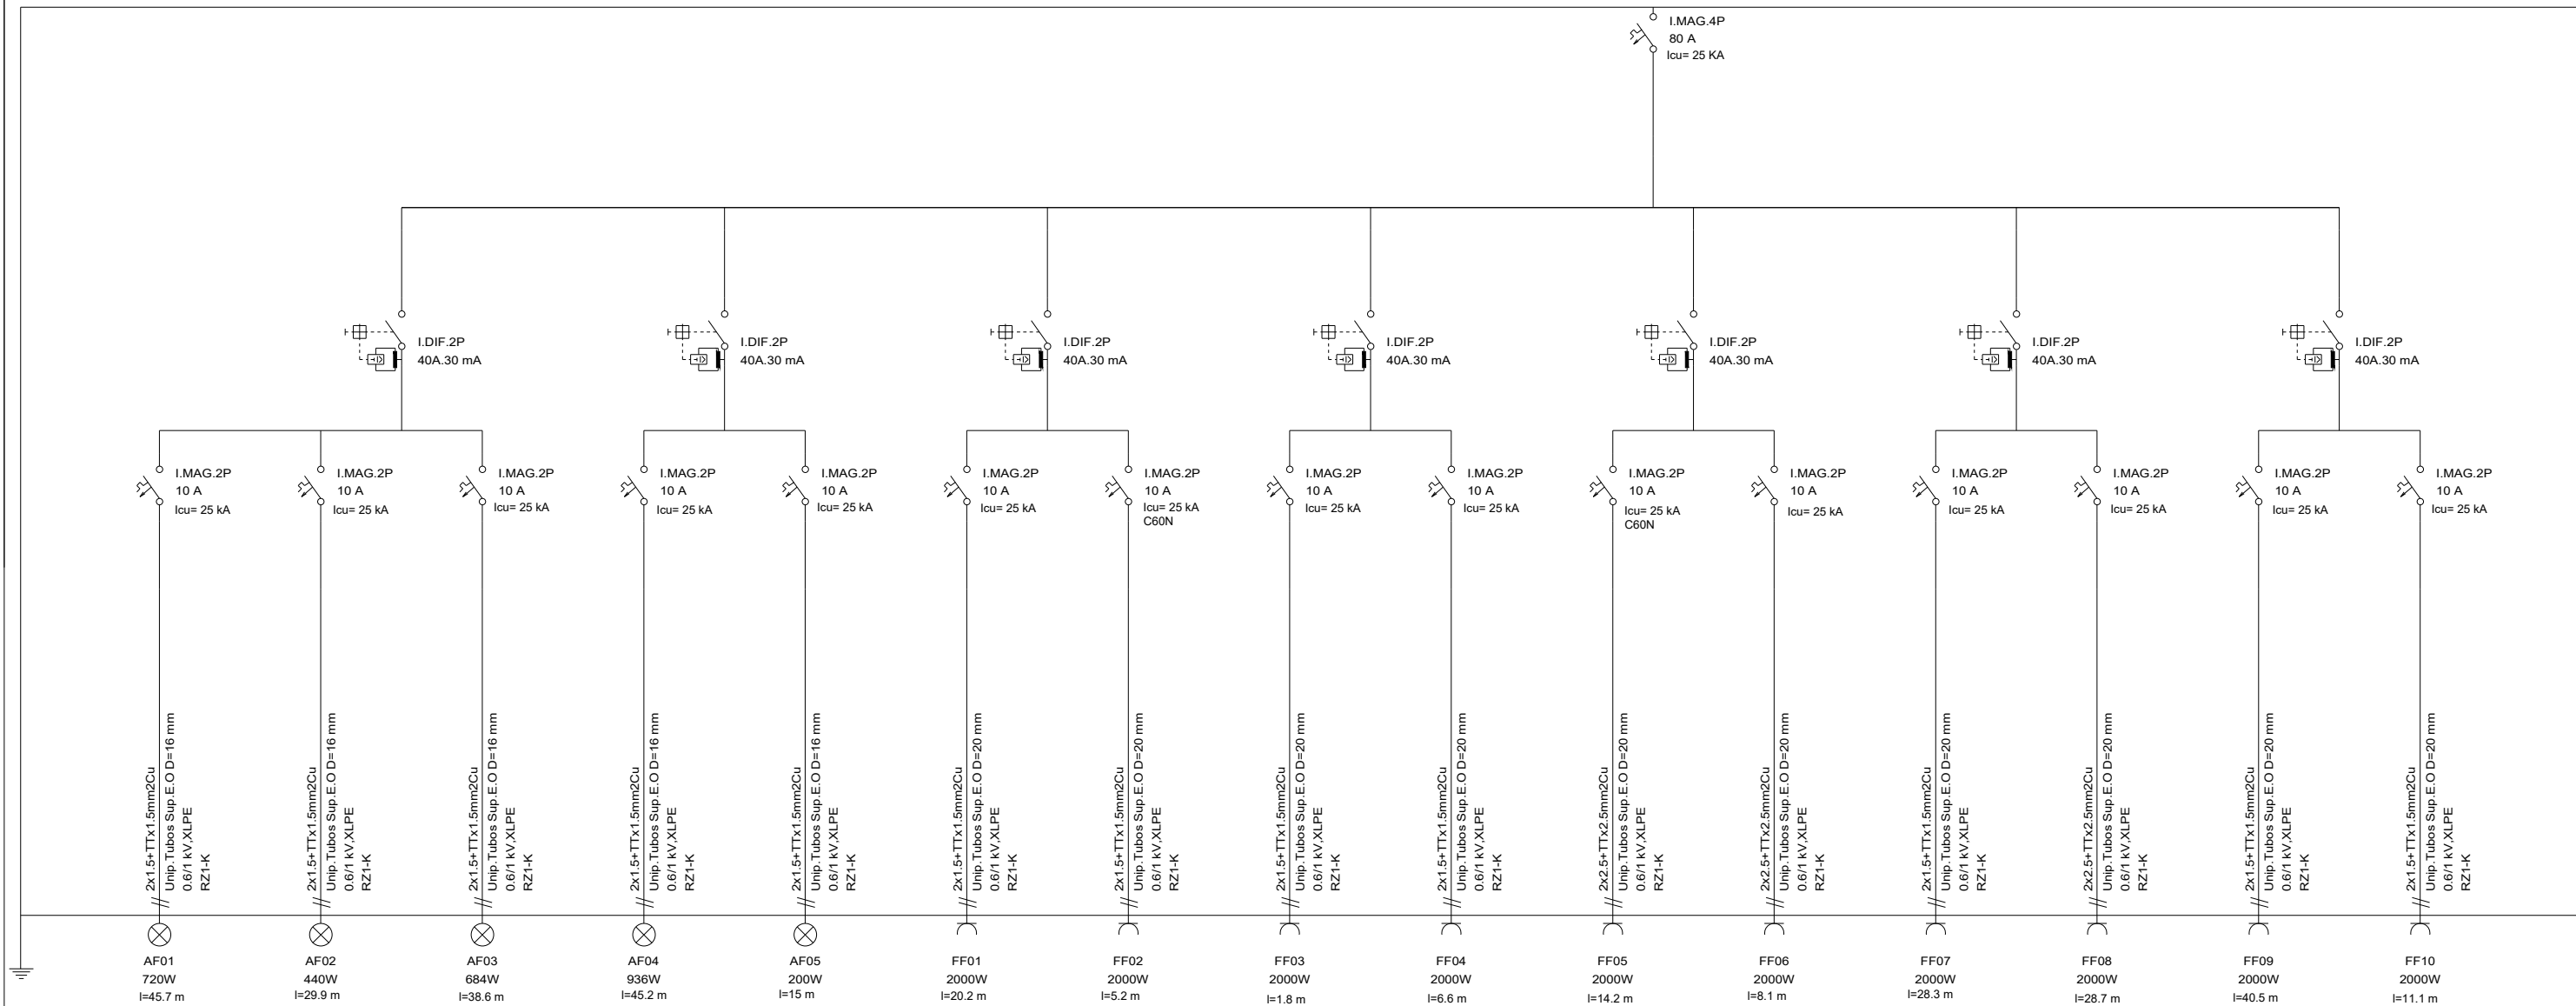 I.MAG.4P
80 A
Icu= 25 KA
I.DIF.2P
40A.30 mA
I.DIF.2P
40A.30 mA
I.DIF.2P
40A.30 mA
I.DIF.2P
40A.30 mA
I.DIF.2P
40A.30 mA
I.DIF.2P
40A.30 mA
I.DIF.2P
40A.30 mA
I.MAG.2P
10 A
Icu= 25 kA
I.MAG.2P
10 A
Icu= 25 kA
I.MAG.2P
10 A
Icu= 25 kA
I.MAG.2P
10 A
Icu= 25 kA
I.MAG.2P
10 A
Icu= 25 kA
I.MAG.2P
10 A
Icu= 25 kA
I.MAG.2P
10 A
Icu= 25 kA
C60N
I.MAG.2P
10 A
Icu= 25 kA
I.MAG.2P
10 A
Icu= 25 kA
I.MAG.2P
10 A
Icu= 25 kA
C60N
I.MAG.2P
10 A
Icu= 25 kA
I.MAG.2P
10 A
Icu= 25 kA
I.MAG.2P
10 A
Icu= 25 kA
I.MAG.2P
10 A
Icu= 25 kA
I.MAG.2P
10 A
Icu= 25 kA
2x1.5+TTx1.5mm2Cu
Unip.Tubos Sup.E.O D=16 mm
0.6/1 kV,XLPE
RZ1-K
2x1.5+TTx1.5mm2Cu
Unip.Tubos Sup.E.O D=16 mm
0.6/1 kV,XLPE
RZ1-K
2x1.5+TTx1.5mm2Cu
Unip.Tubos Sup.E.O D=16 mm
0.6/1 kV,XLPE
RZ1-K
2x1.5+TTx1.5mm2Cu
Unip.Tubos Sup.E.O D=16 mm
0.6/1 kV,XLPE
RZ1-K
2x1.5+TTx1.5mm2Cu
Unip.Tubos Sup.E.O D=16 mm
0.6/1 kV,XLPE
RZ1-K
2x1.5+TTx1.5mm2Cu
Unip.Tubos Sup.E.O D=20 mm
0.6/1 kV,XLPE
RZ1-K
2x1.5+TTx1.5mm2Cu
Unip.Tubos Sup.E.O D=20 mm
0.6/1 kV,XLPE
RZ1-K
2x1.5+TTx1.5mm2Cu
Unip.Tubos Sup.E.O D=20 mm
0.6/1 kV,XLPE
RZ1-K
2x1.5+TTx1.5mm2Cu
Unip.Tubos Sup.E.O D=20 mm
0.6/1 kV,XLPE
RZ1-K
2x2.5+TTx2.5mm2Cu
Unip.Tubos Sup.E.O D=20 mm
0.6/1 kV,XLPE
RZ1-K
2x2.5+TTx2.5mm2Cu
Unip.Tubos Sup.E.O D=20 mm
0.6/1 kV,XLPE
RZ1-K
2x1.5+TTx1.5mm2Cu
Unip.Tubos Sup.E.O D=20 mm
0.6/1 kV,XLPE
RZ1-K
2x2.5+TTx2.5mm2Cu
Unip.Tubos Sup.E.O D=20 mm
0.6/1 kV,XLPE
RZ1-K
2x1.5+TTx1.5mm2Cu
Unip.Tubos Sup.E.O D=20 mm
0.6/1 kV,XLPE
RZ1-K
2x1.5+TTx1.5mm2Cu
Unip.Tubos Sup.E.O D=20 mm
0.6/1 kV,XLPE
RZ1-K
AF01
720W
l=45.7 m
AF02
440W
l=29.9 m
AF03
684W
l=38.6 m
AF04
936W
l=45.2 m
AF05
200W
l=15 m
FF01
2000W
l=20.2 m
FF02
2000W
l=5.2 m
FF03
2000W
l=1.8 m
FF04
2000W
l=6.6 m
FF05
2000W
l=14.2 m
FF06
2000W
l=8.1 m
FF07
2000W
l=28.3 m
FF08
2000W
l=28.7 m
FF09
2000W
l=40.5 m
FF10
2000W
l=11.1 m